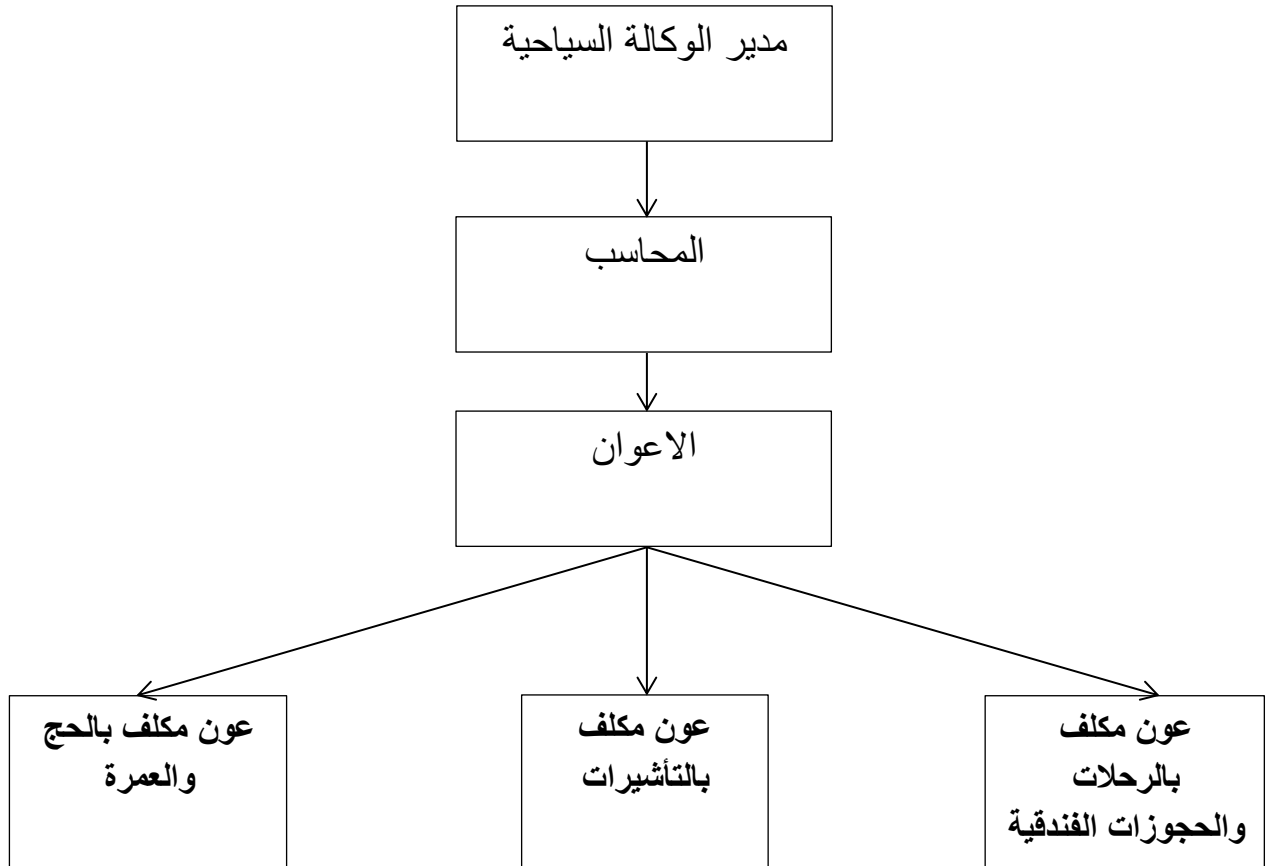 مدير الوكالة السياحية
المحاسب
الاعوان
عون مكلف
بالرحلات
والحجوزات الفندقية
عون مكلف
بالتأشيرات
عون مكلف بالحج
والعمرة